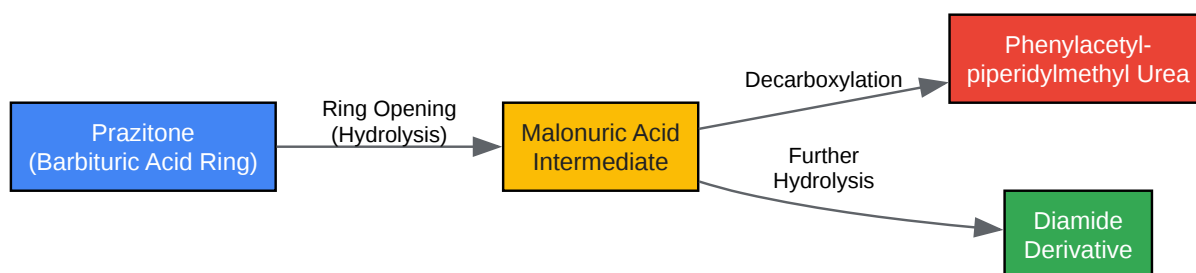 Prazitone
(Barbituric Acid Ring)
Ring Opening
(Hydrolysis)
Malonuric Acid
Intermediate
Decarboxylation
Phenylacetyl-
piperidylmethyl Urea
Further
Hydrolysis
Diamide
Derivative